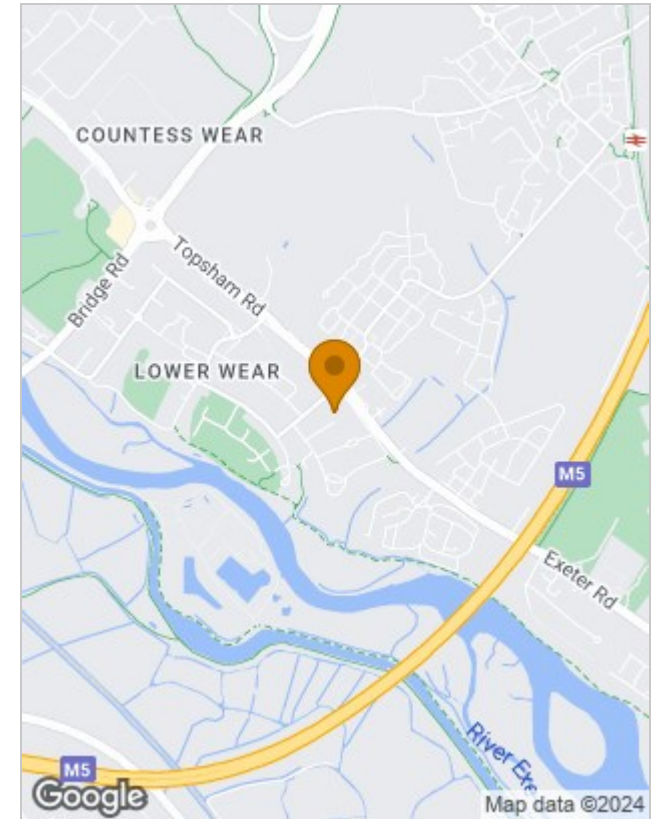 COUNTESS WEAR
Topsham Rd
Bridge Rd
LOWER WEAR
M5
Exeter Rd
River Exe
M5
Google
Map data ©2024